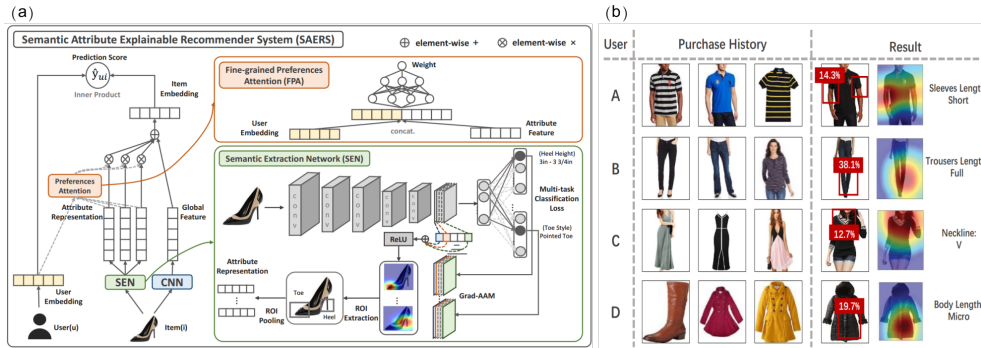 (a)
Semantic Attribute Explainable Recommender System (SAERS)
⊕ element-wise +
⊗ element-wise ×
Prediction Score
ŷui
Inner Product
Item
Embedding
Preferences
Attention
Attribute
Representation
Global
Feature
User
Embedding
SEN
CNN
User(u)
Item(i)
Fine-grained Preferences
Attention (FPA)
Weight
User
Embedding
concat.
Attribute
Feature
Semantic Extraction Network (SEN)
conv
conv
conv
conv
conv
(Heel Height)
3in - 3 3/4in
Multi-task
Classification
Loss
(Toe Style)
Pointed Toe
ReLU
Grad-AAM
Attribute
Representation
ROI
Pooling
Toe
Heel
ROI
Extraction
(b)
User
Purchase History
Result
A
14.3%
Sleeves Lengt
Short
B
38.1%
Trousers Lengt
Full
C
12.7%
Neckline:
V
D
19.7%
Body Length
Micro